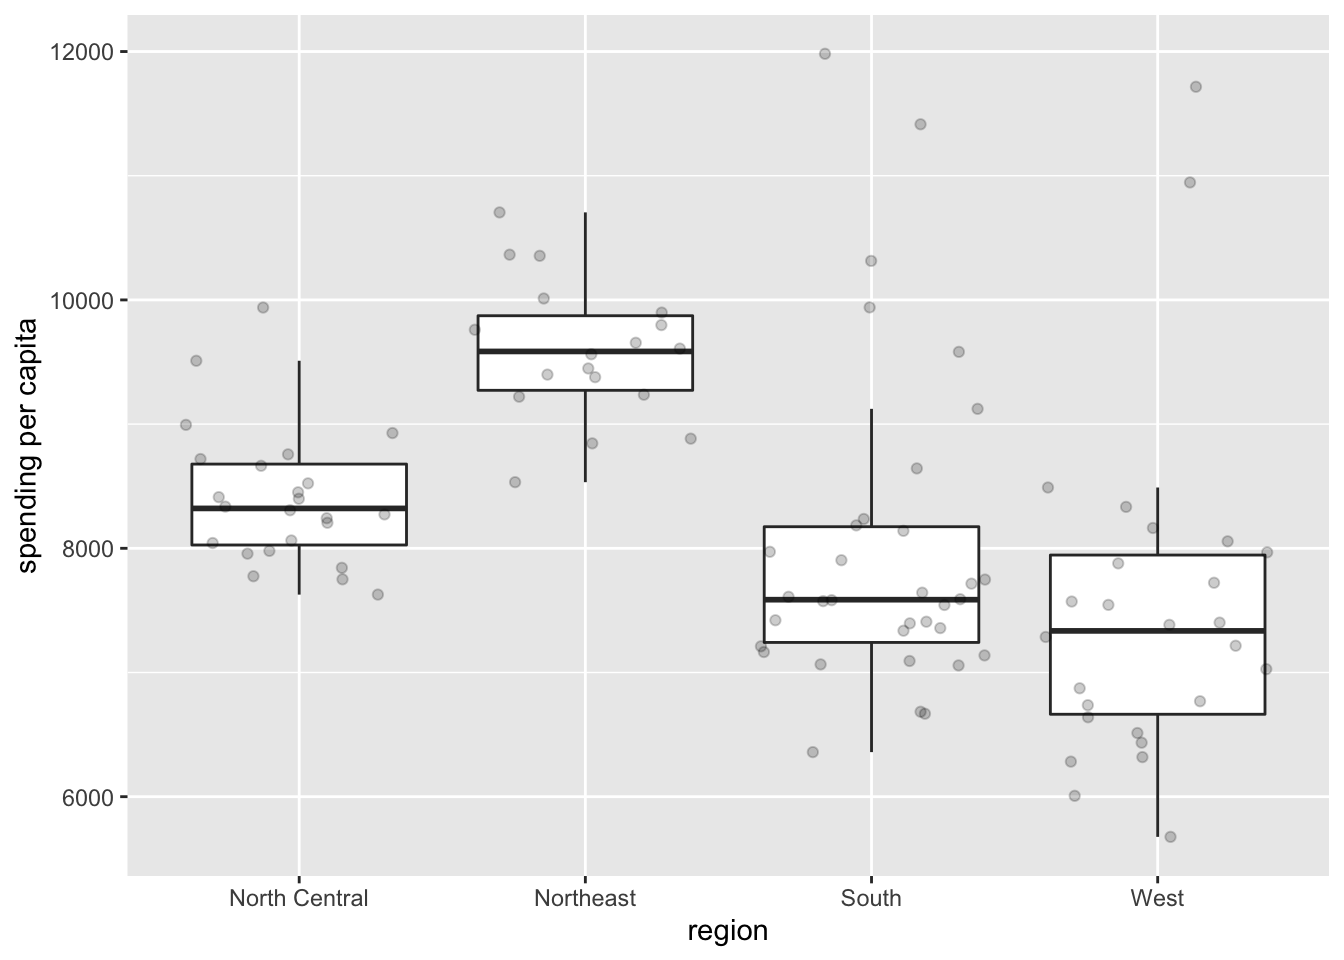 12000
10000
8000
6000
spending per capita
North Central
Northeast
South
West
region